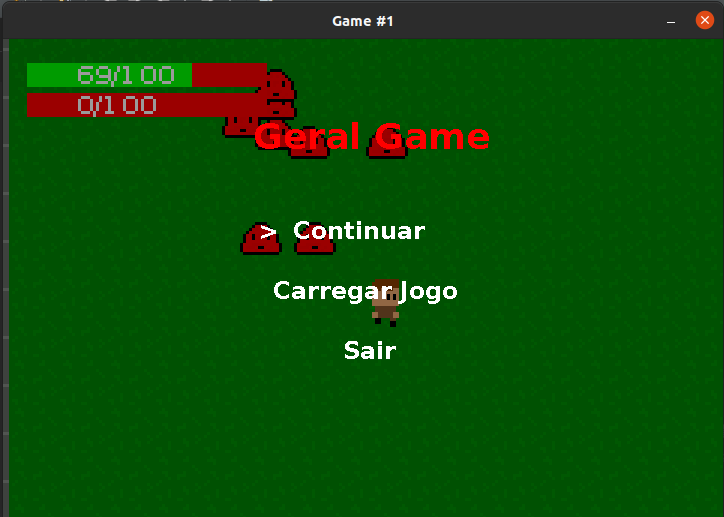 Game #1
69/100
0/100
Geral Game
> Continuar
Carregar Jogo
Sair